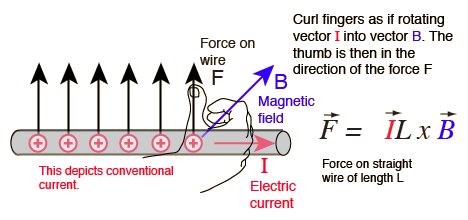 Curl fingers as if rotating
vector I into vector B. The
thumb is then in the
direction of the force F
Force on
wire
F
B
Magnetic
field
F = IL x B
Force on straight
wire of length L
+ + + + + +
This depicts conventional
current.
I
Electric
current